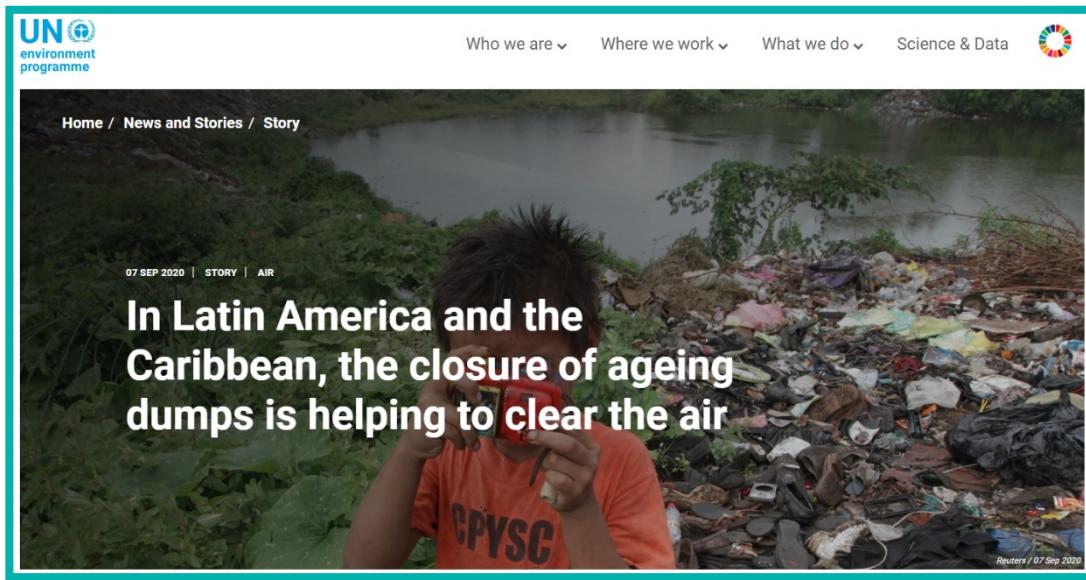 UN
environment
programme
Who we are
Where we work
What we do
Science & Data
Home / News and Stories / Story
07 SEP 2020 | STORY | AIR
In Latin America and the
Caribbean, the closure of ageing
dumps is helping to clear the air
CPYSC
Reuters / 07 Sep 2020